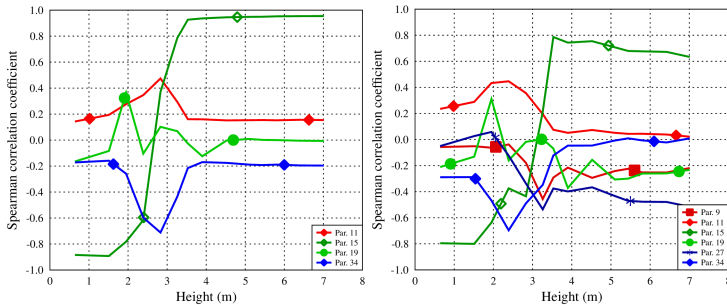 Spearman correlation coefficient
1.0
0.8
0.6
0.4
0.2
0.0
-0.2
-0.4
-0.6
-0.8
-1.0
0 1 2 3 4 5 6 7 8
Height (m)
Par. 11
Par. 15
Par. 19
Par. 34
Spearman correlation coefficient
1.0
0.8
0.6
0.4
0.2
0.0
-0.2
-0.4
-0.6
-0.8
-1.0
0 1 2 3 4 5 6 7 8
Height (m)
Par. 9
Par. 11
Par. 15
Par. 19
Par. 27
Par. 34